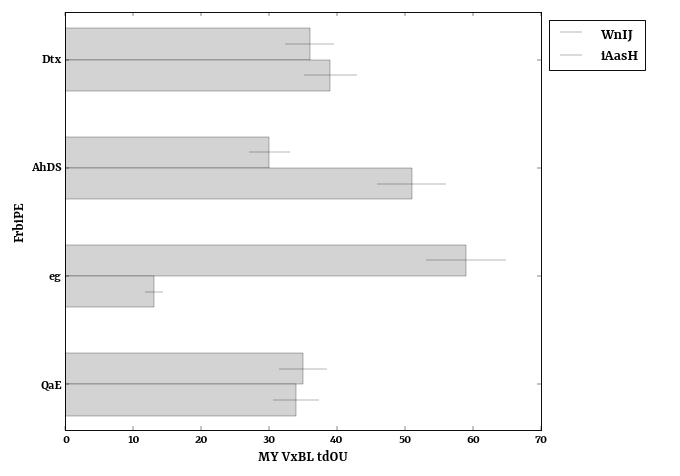 WnIJ
iAasH
Dtx
AhDS
eg
QaE
FrbiPE
0 10 20 30 40 50 60 70
MY VxBL tdOU